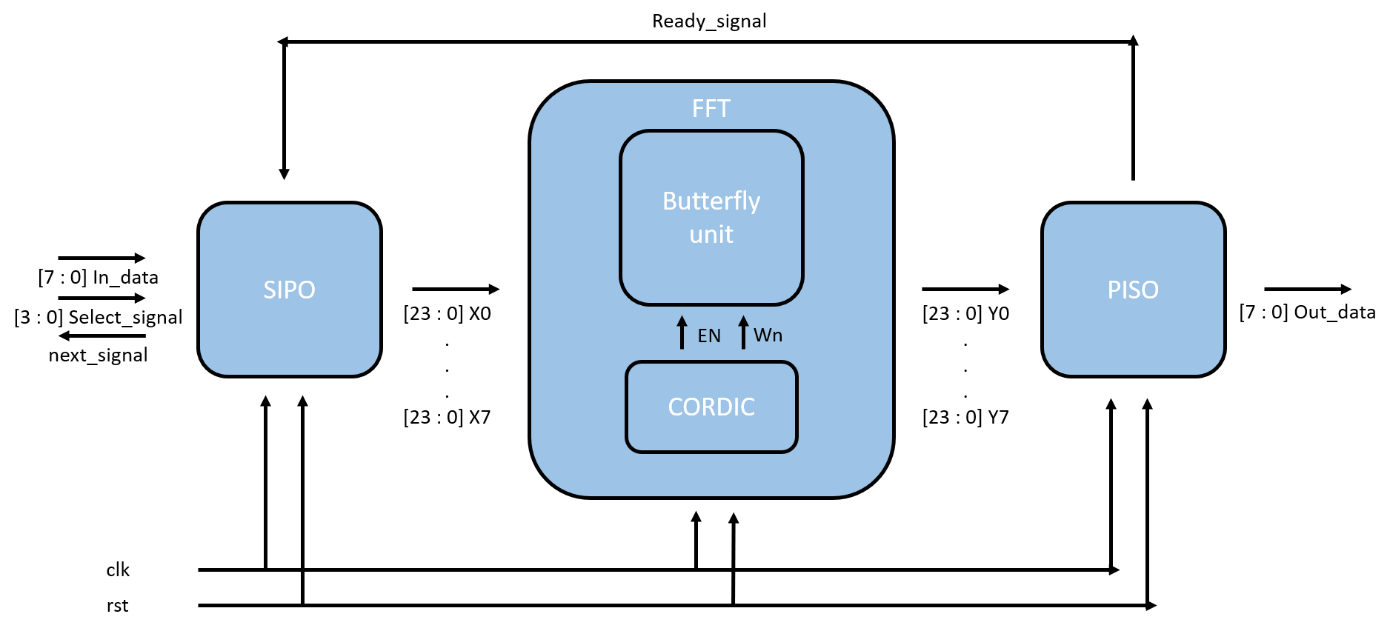 Ready_signal
FFT
Butterfly
unit
[7 : 0] In_data
SIPO
PISO
[3 : 0] Select_signal
[23 : 0] X0
[23 : 0] Y0
[7 : 0] Out_data
next_signal
EN
Wn
.
.
.
.
.
.
CORDIC
[23 : 0] X7
[23 : 0] Y7
clk
rst